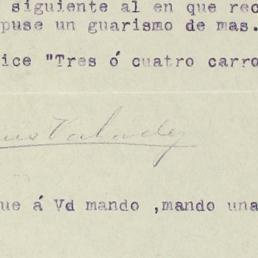 siguiente al en que rec
puse un guarismo de mas.
ice "Tres ó cuatro carro
ue á Vd mando ,mando una